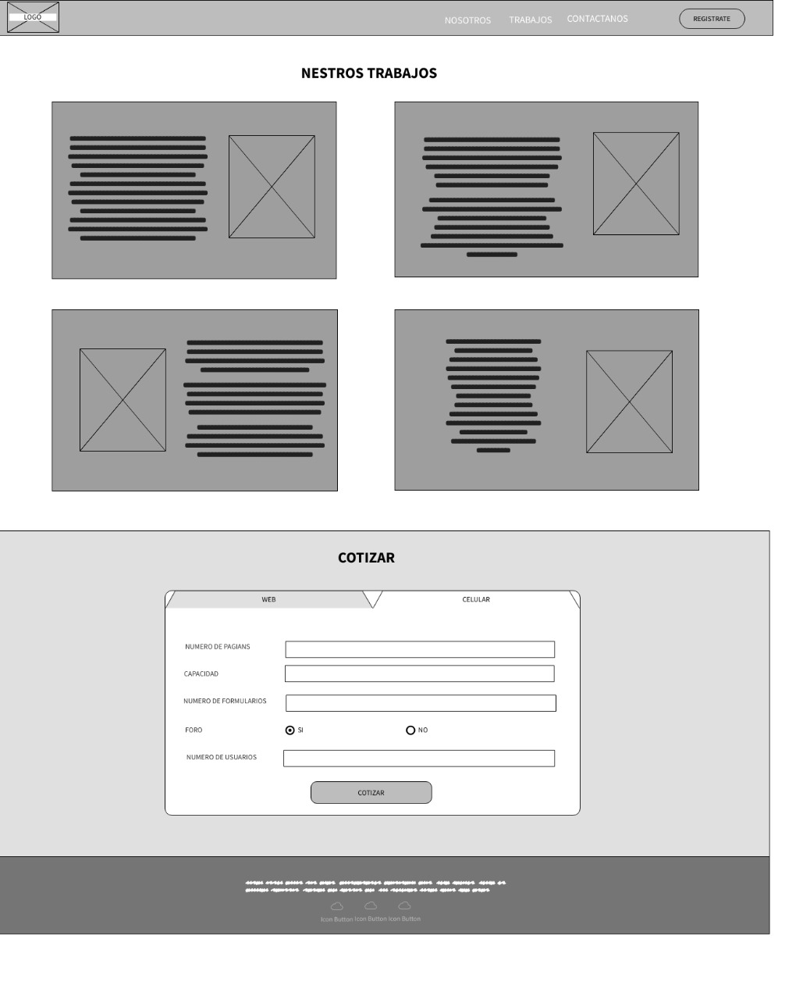 LOGO
NOSOTROS TRABAJOS CONTACTANOS REGISTRATE
NESTROS TRABAJOS
COTIZAR
WEB CELULAR
NUMERO DE PAGIANS
CAPACIDAD
NUMERO DE FORMULARIOS
FORO SI NO
NUMERO DE USUARIOS
COTIZAR
Icon Button Icon Button Icon Button